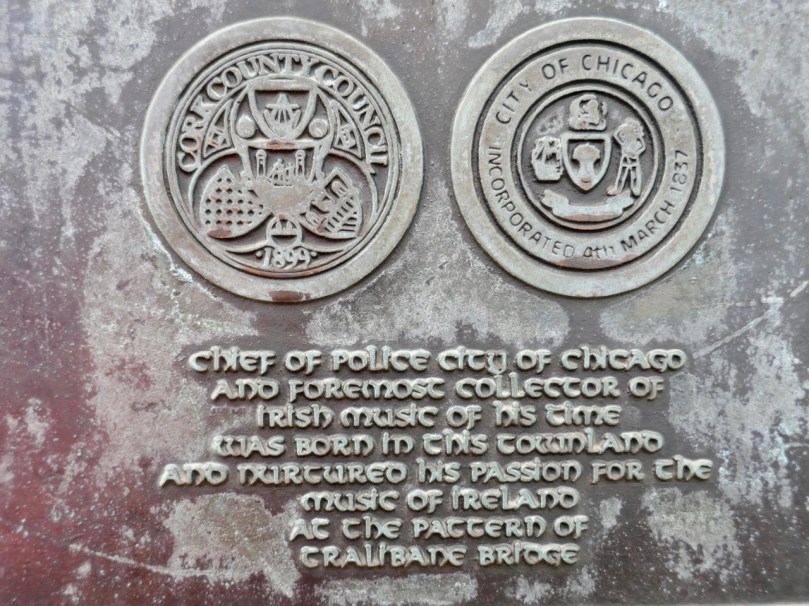 CORK COUNTY COUNCIL
·1899·
CITY OF CHICAGO
INCORPORATED 4th MARCH 1837
CHIEF OF POLICE CITY OF CHICAGO
AND FOREMOST COLLECTOR OF
IRISH MUSIC OF HIS TIME
WAS BORN IN THIS TOWNLAND
AND NURTURED HIS PASSION FOR THE
MUSIC OF IRELAND
AT THE PATTERN OF
TRALIBANE BRIDGE